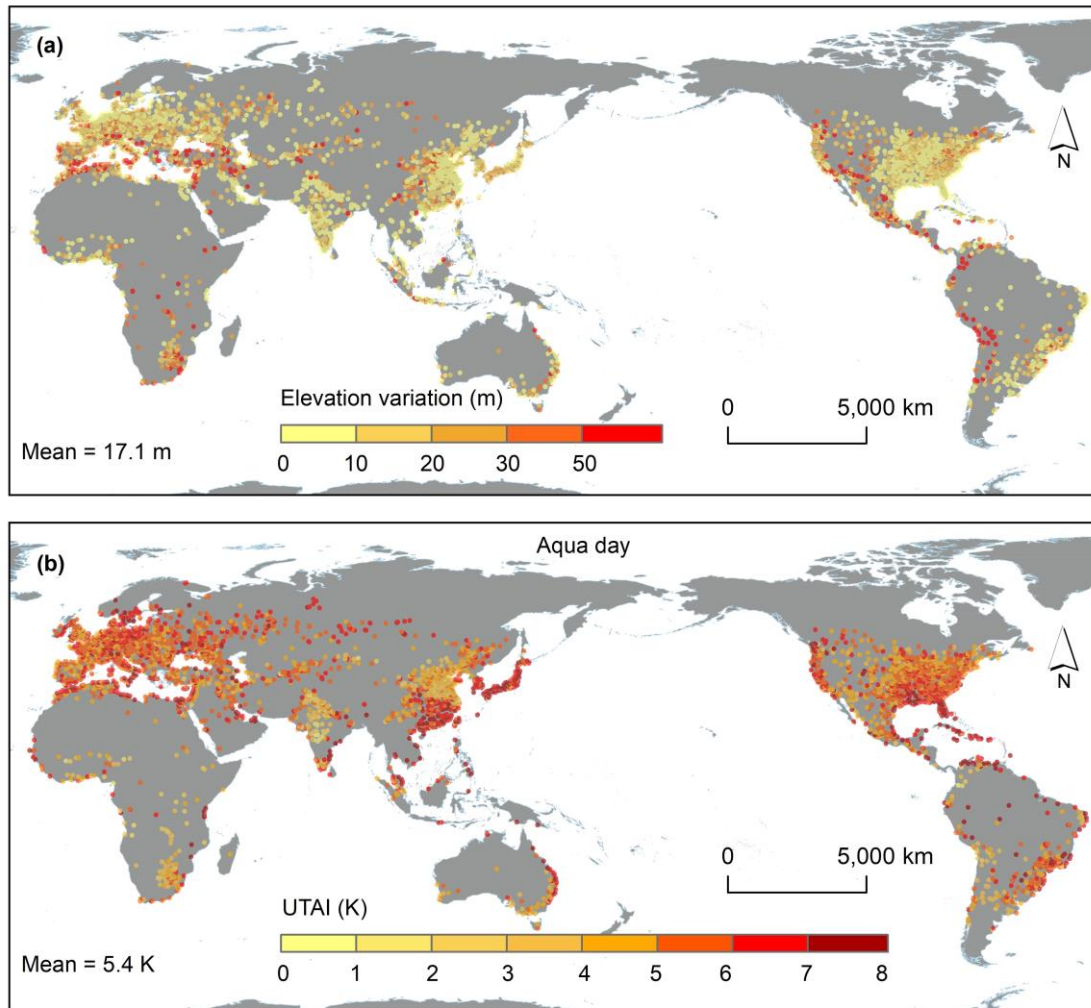 (a)
N
Elevation variation (m)
0 10 20 30 50
0 5,000 km
Mean = 17.1 m
(b)
Aqua day
N
0 5,000 km
UTAI (K)
0 1 2 3 4 5 6 7 8
Mean = 5.4 K